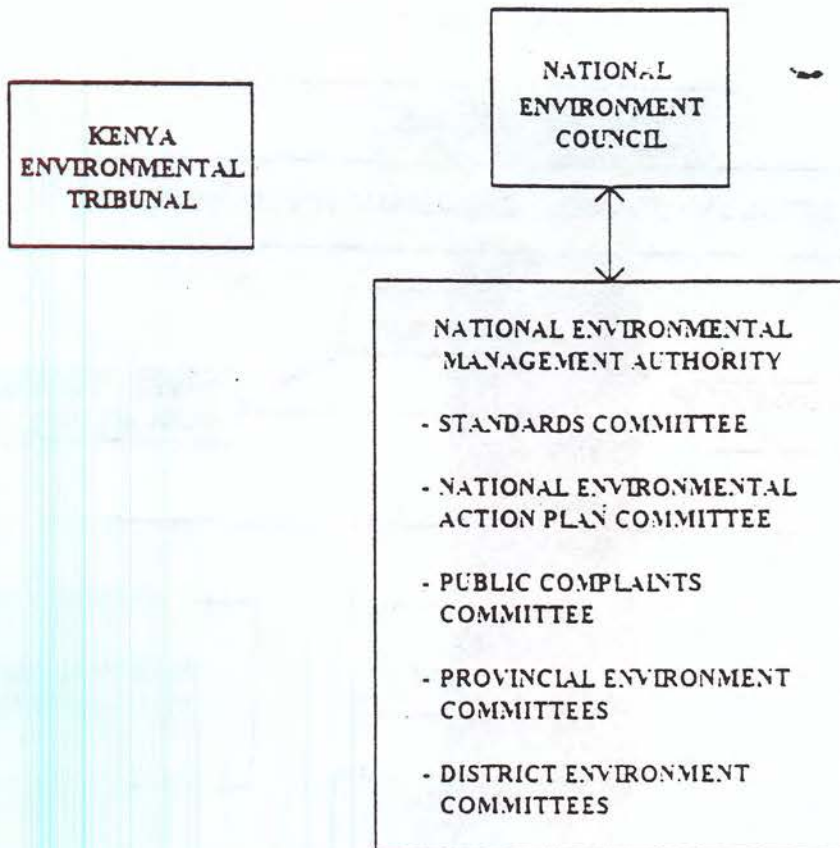 KENYA
ENVIRONMENTAL
TRIBUNAL
NATIONAL
ENVIRONMENT
COUNCIL
NATIONAL ENVIRONMENTAL
MANAGEMENT AUTHORITY
- STANDARDS COMMITTEE
- NATIONAL ENVIRONMENTAL
ACTION PLAN COMMITTEE
- PUBLIC COMPLAINTS
COMMITTEE
- PROVINCIAL ENVIRONMENT
COMMITTEES
- DISTRICT ENVIRONMENT
COMMITTEES